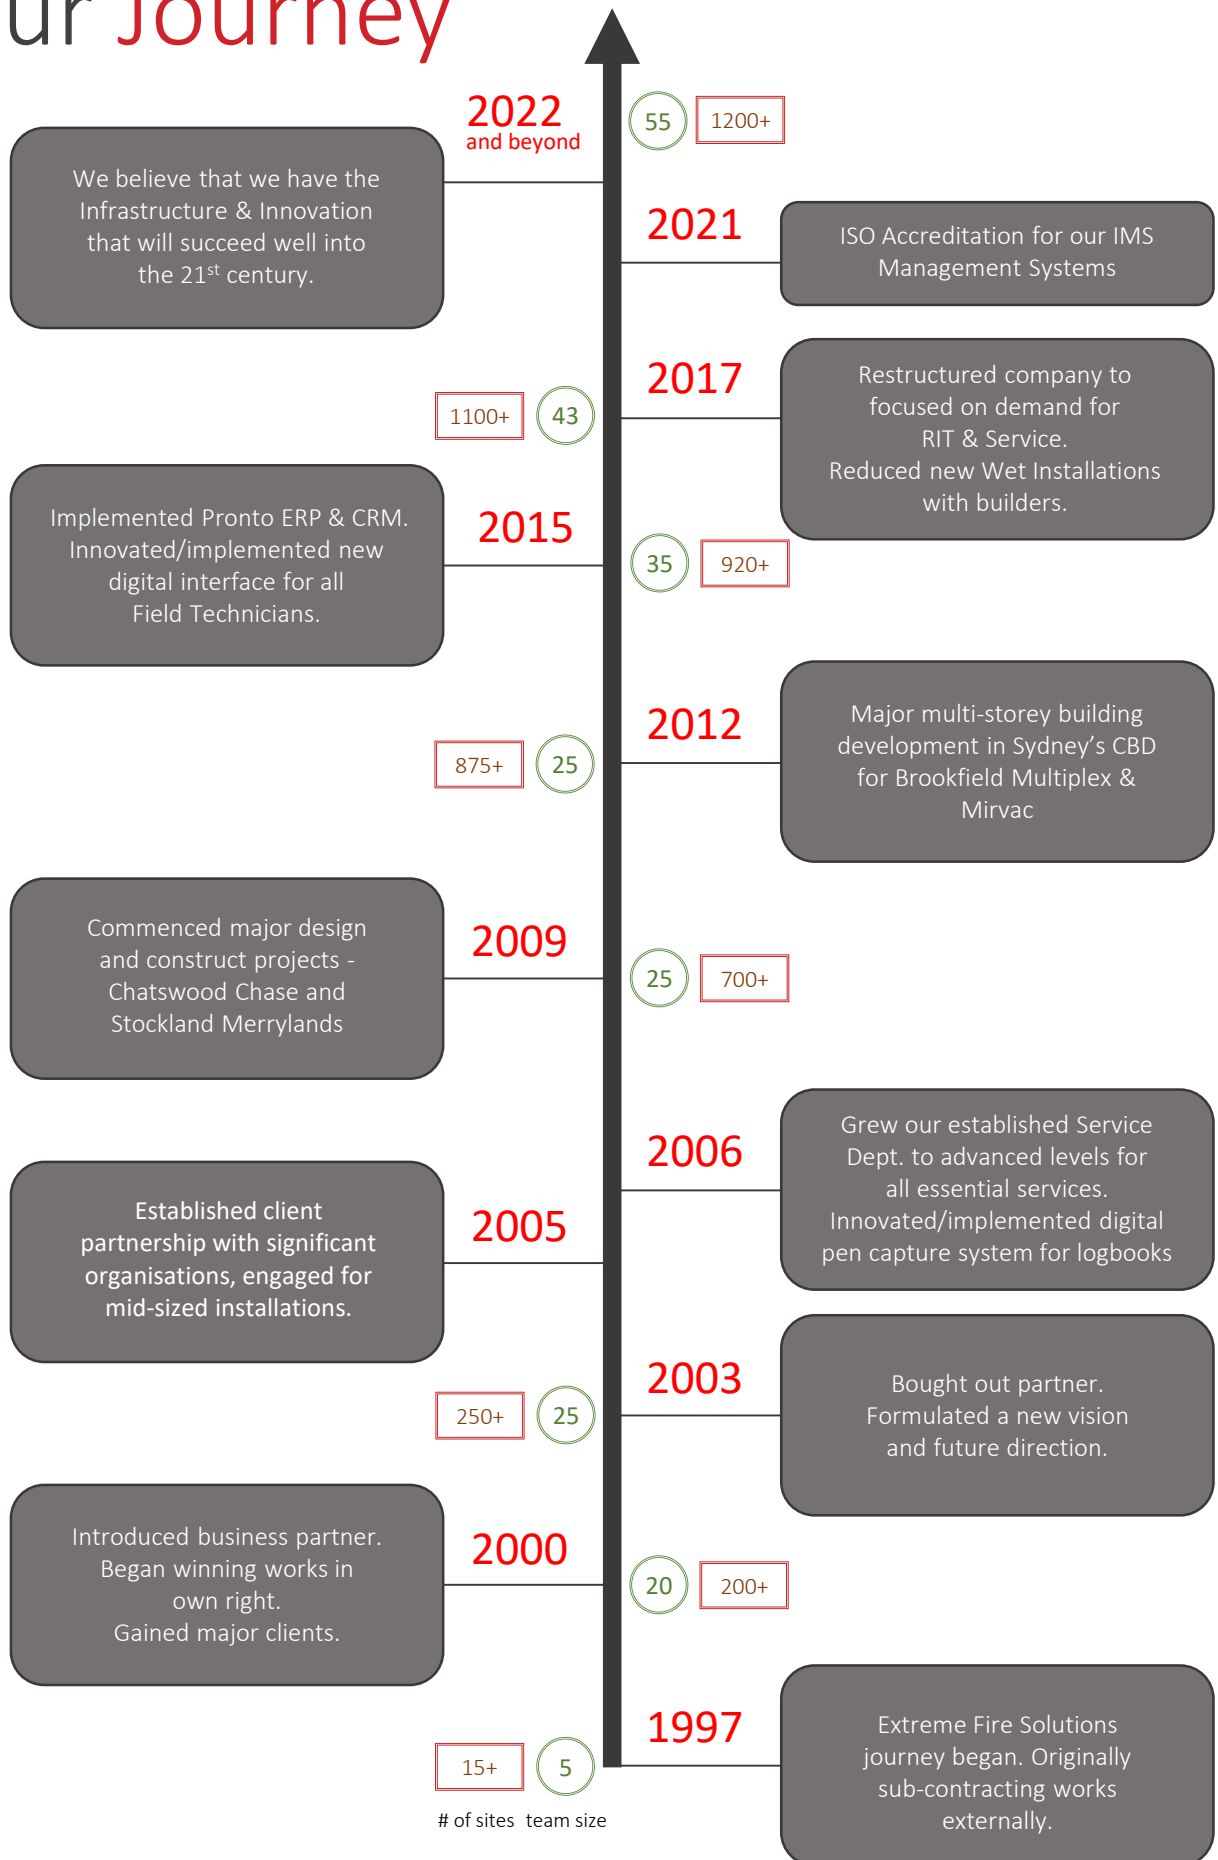 ur Journey
2022
and beyond
55
1200+
We believe that we have the
Infrastructure & Innovation
that will succeed well into
the 21st century.
2021
ISO Accreditation for our IMS
Management Systems
2017
Restructured company to
focused on demand for
RIT & Service.
Reduced new Wet Installations
with builders.
1100+
43
2015
Implemented Pronto ERP & CRM.
Innovated/implemented new
digital interface for all
Field Technicians.
35
920+
2012
Major multi-storey building
development in Sydney’s CBD
for Brookfield Multiplex &
Mirvac
875+
25
2009
Commenced major design
and construct projects -
Chatswood Chase and
Stockland Merrylands
25
700+
2006
Grew our established Service
Dept. to advanced levels for
all essential services.
Innovated/implemented digital
pen capture system for logbooks
2005
Established client
partnership with significant
organisations, engaged for
mid-sized installations.
2003
Bought out partner.
Formulated a new vision
and future direction.
250+
25
2000
Introduced business partner.
Began winning works in
own right.
Gained major clients.
20
200+
1997
Extreme Fire Solutions
journey began. Originally
sub-contracting works
externally.
15+
5
# of sites team size